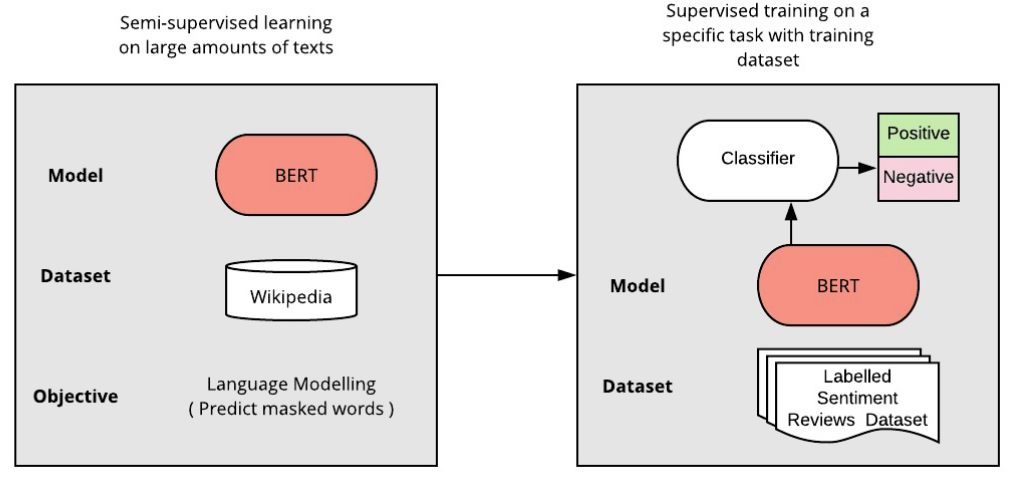 Semi-supervised learning
on large amounts of texts
Model
BERT
Dataset
Wikipedia
Objective
Language Modelling
( Predict masked words )
Supervised training on a
specific task with training
dataset
Classifier
Positive
Negative
Model
BERT
Dataset
Labelled
Sentiment
Reviews Dataset